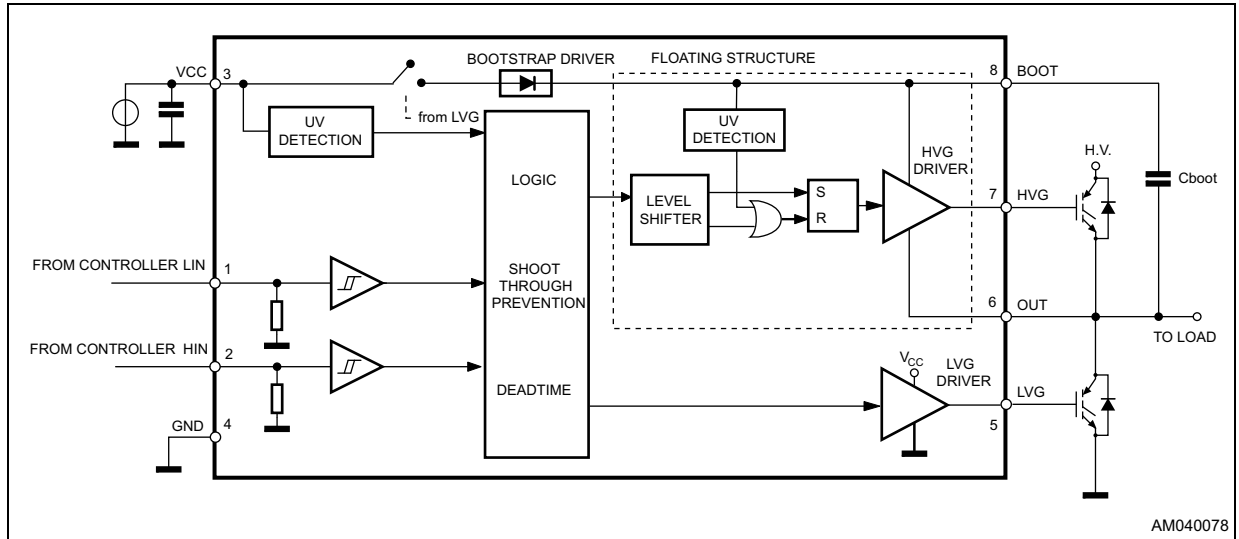 BOOTSTRAP DRIVER
FLOATING STRUCTURE
VCC
3
8
BOOT
from LVG
UV
DETECTION
UV
DETECTION
LOGIC
HVG
DRIVER
H.V.
Cboot
LEVEL
SHIFTER
S
R
7
HVG
FROM CONTROLLER LIN
1
SHOOT
THROUGH
PREVENTION
6
OUT
TO LOAD
FROM CONTROLLER HIN
2
DEADTIME
VCC
LVG
DRIVER
LVG
5
GND
4
AM040078